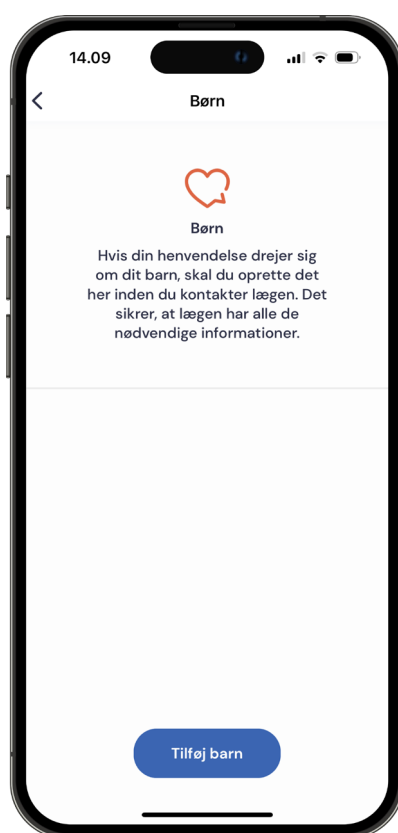 14.09
Børn
Børn
Hvis din henvendelse drejer sig
om dit barn, skal du oprette det
her inden du kontakter lægen. Det
sikrer, at lægen har alle de
nødvendige informationer.
Tilføj barn